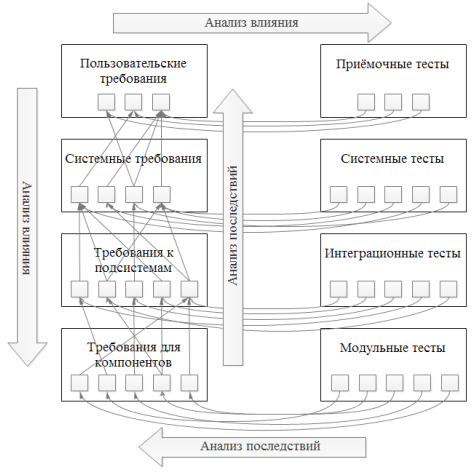 Анализ влияния
Пользовательские
требования
Приёмочные тесты
Системные требования
Системные тесты
Анализ влияния
Анализ последствий
Требования к
подсистемам
Интеграционные тесты
Требования для
компонентов
Модульные тесты
Анализ последствий